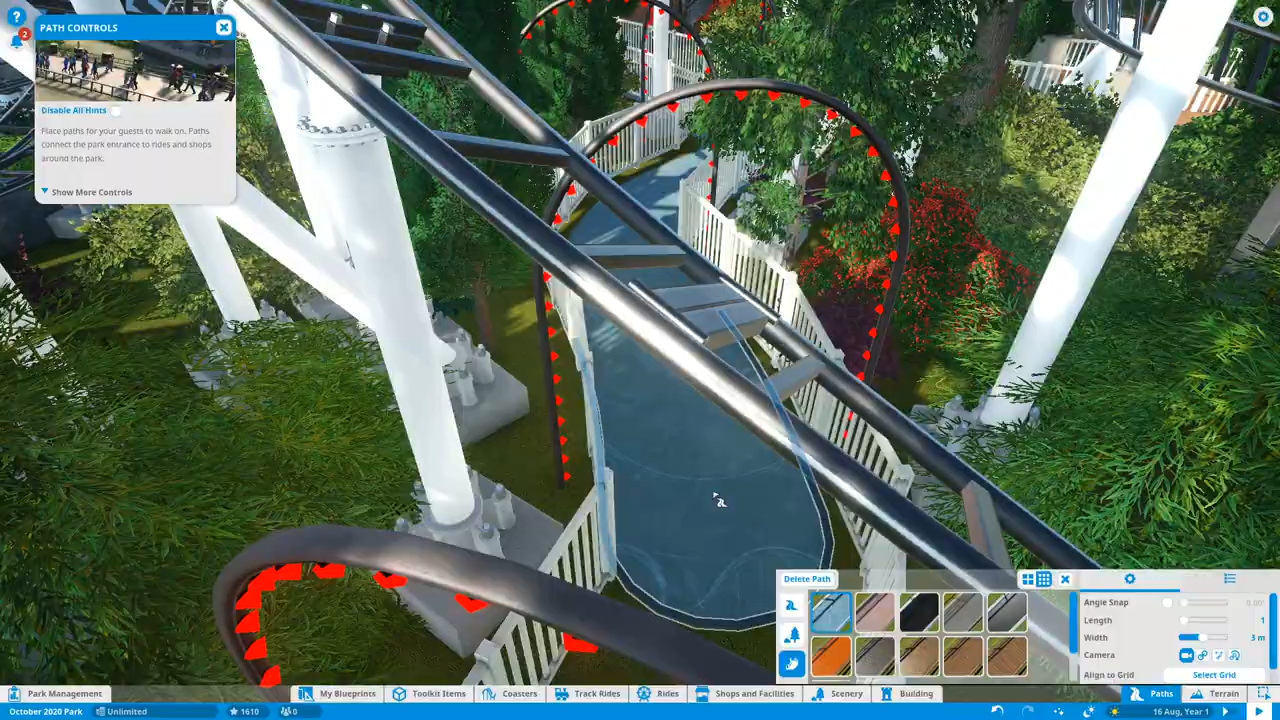 PATH CONTROLS
2
Disable All Hints
Place paths for your guests to walk on. Paths
connect the park entrance to rides and shops
around the park.
Show More Controls
Delete Path
Angle Snap
0.00°
Length
1
Width
3 m
Camera
Align to Grid
Select Grid
Park Management
My Blueprints
Toolkit Items
Coasters
Track Rides
Rides
Shops and Facilities
Scenery
Building
Paths
Terrain
October 2020 Park
Unlimited
1610
0
16 Aug, Year 1